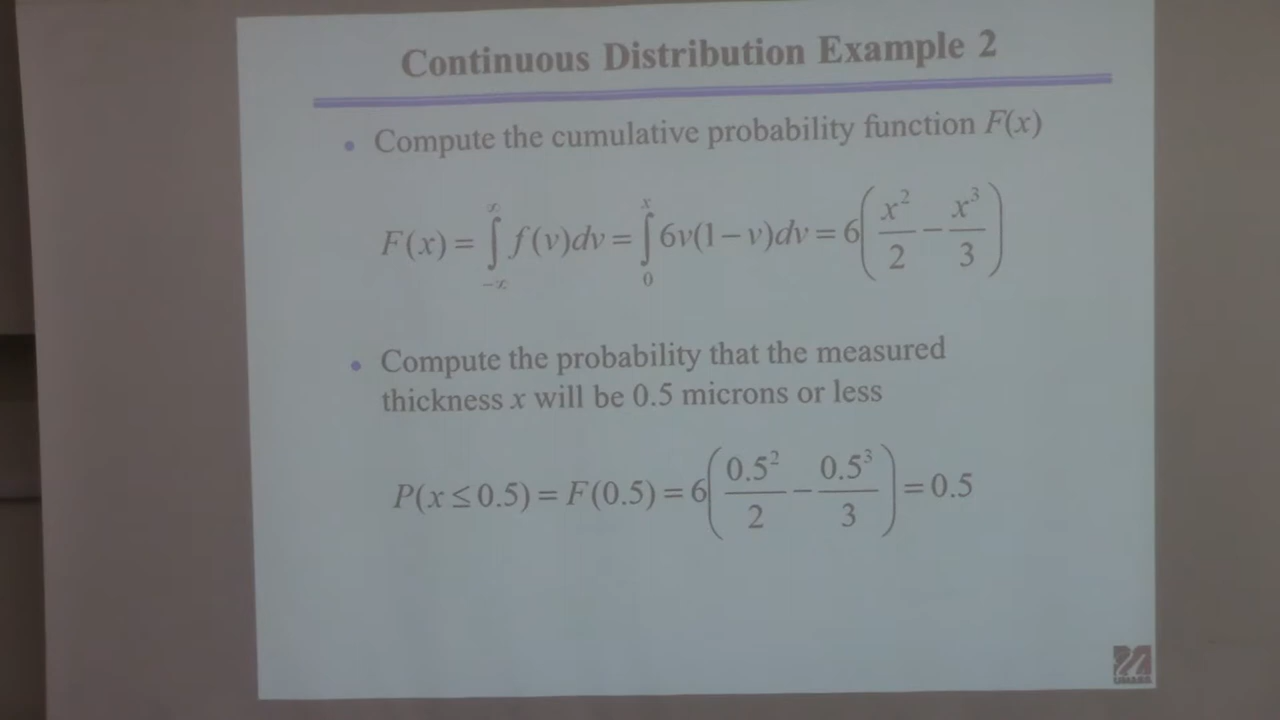 Continuous Distribution Example 2
• Compute the cumulative probability function F(x)
F(x) = ∫_{-∞}^{∞} f(v)dv = ∫_{0}^{x} 6v(1−v)dv = 6(x²/2 − x³/3)
• Compute the probability that the measured
thickness x will be 0.5 microns or less
P(x ≤ 0.5) = F(0.5) = 6(0.5²/2 − 0.5³/3) = 0.5